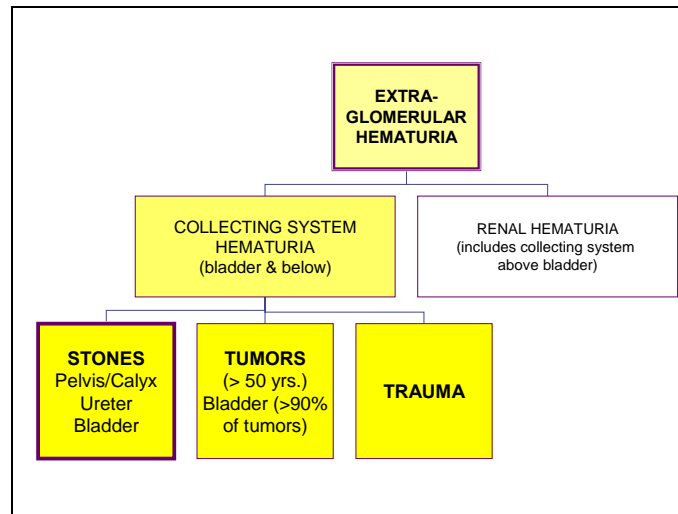 EXTRA-
GLOMERULAR
HEMATURIA
COLLECTING SYSTEM
HEMATURIA
(bladder & below)
RENAL HEMATURIA
(includes collecting system
above bladder)
STONES
Pelvis/Calyx
Ureter
Bladder
TUMORS
(> 50 yrs.)
Bladder (>90%
of tumors)
TRAUMA